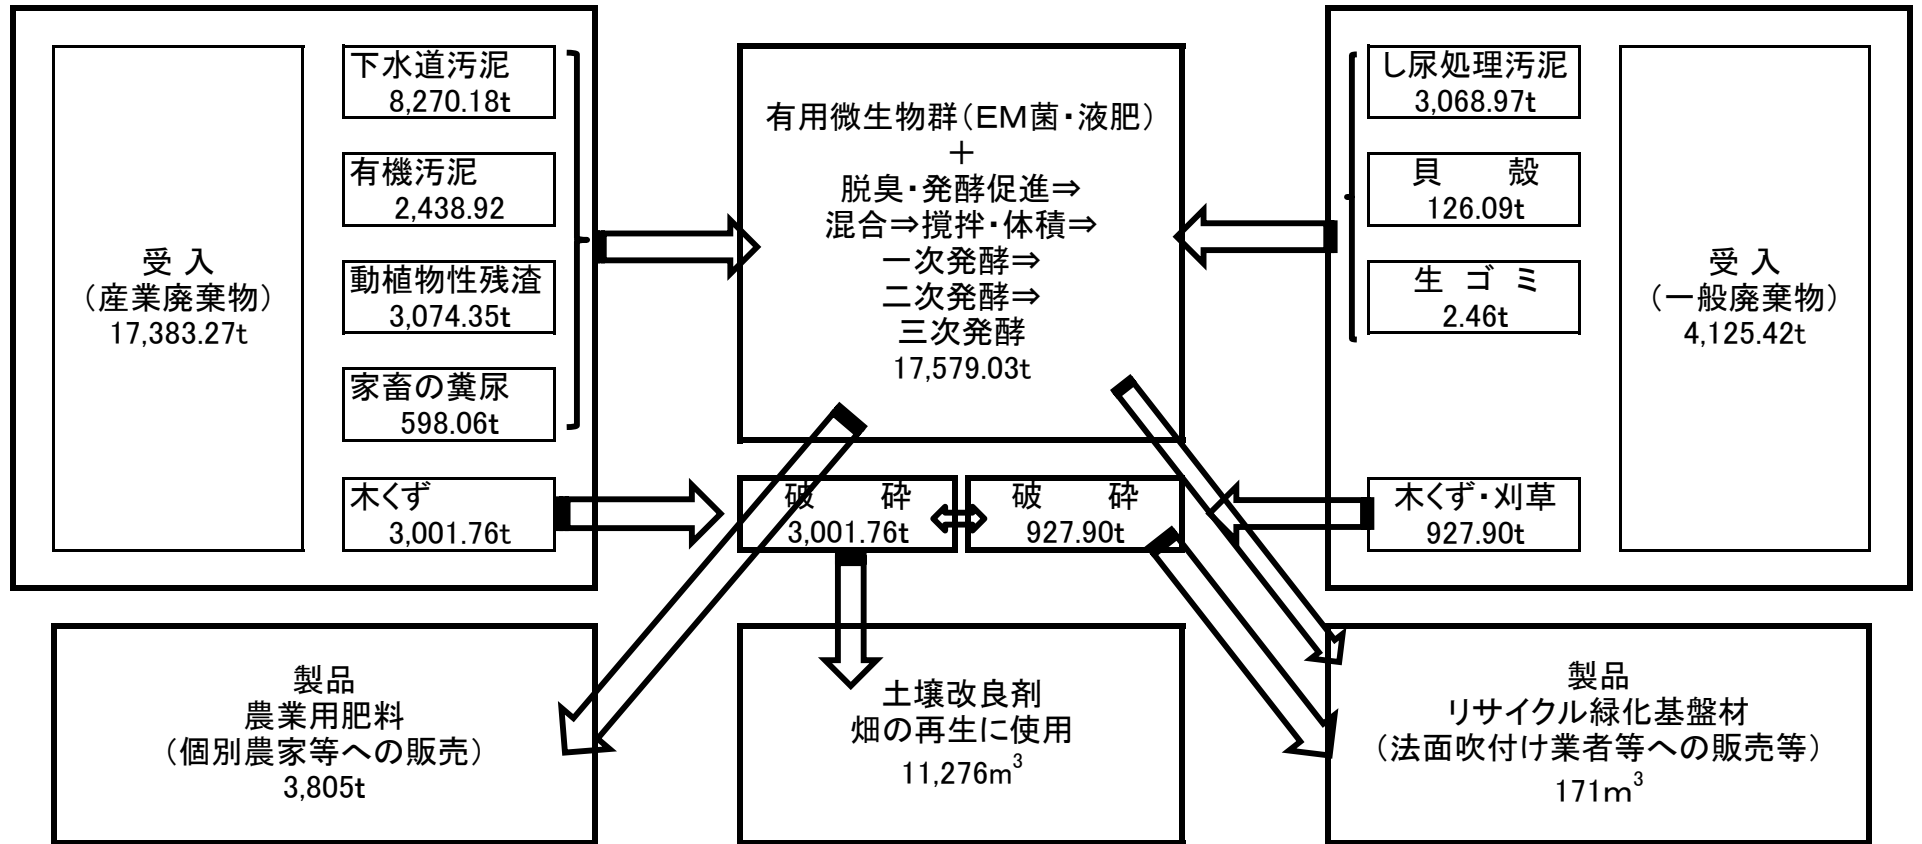 受 入
（産業廃棄物）
17,383.27t
下水道汚泥
8,270.18t
有機汚泥
2,438.92
動植物性残渣
3,074.35t
家畜の糞尿
598.06t
木くず
3,001.76t
有用微生物群（ＥＭ菌・液肥）
＋
脱臭・発酵促進⇒
混合⇒撹拌・体積⇒
一次発酵⇒
二次発酵⇒
三次発酵
17,579.03t
破 砕
3,001.76t
破 砕
927.90t
し尿処理汚泥
3,068.97t
貝 殻
126.09t
生 ゴ ミ
2.46t
木くず・刈草
927.90t
受 入
（一般廃棄物）
4,125.42t
製品
農業用肥料
（個別農家等への販売）
3,805t
土壌改良剤
畑の再生に使用
11,276m³
製品
リサイクル緑化基盤材
（法面吹付け業者等への販売等）
171ｍ³